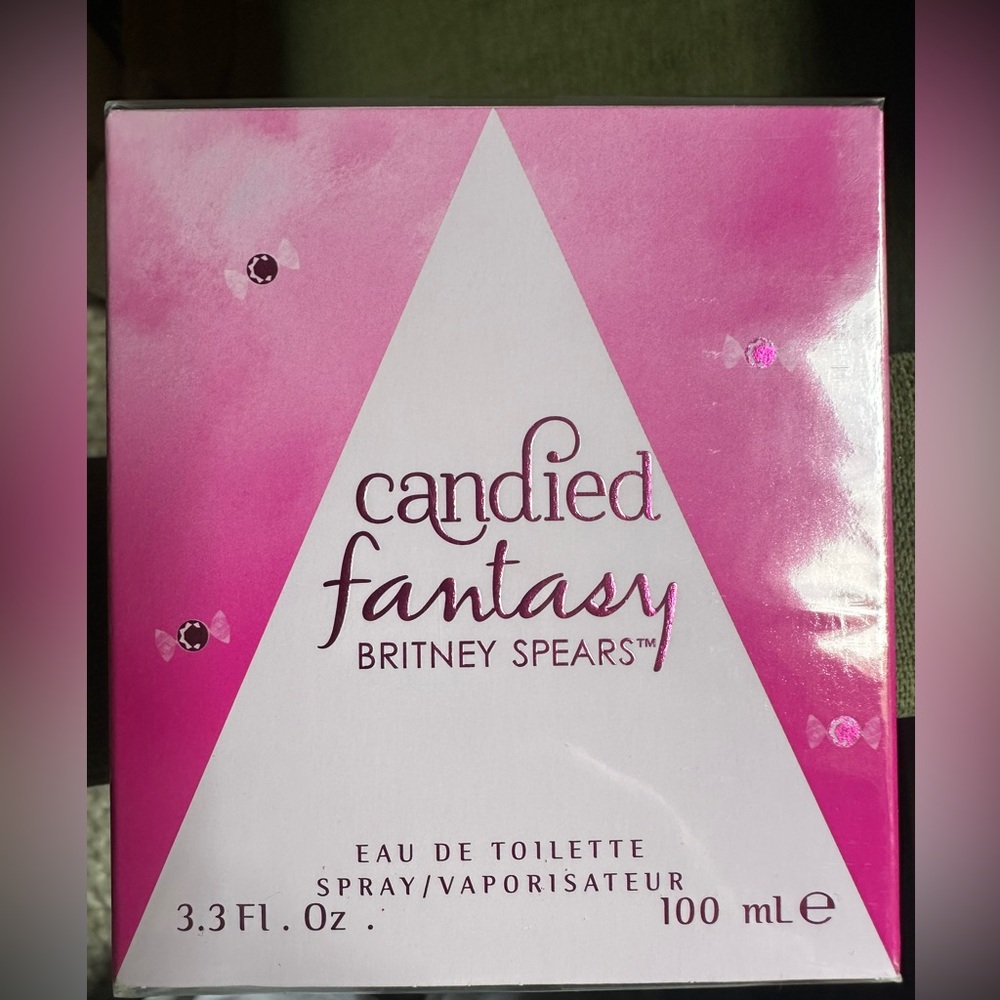 candied
fantasy
BRITNEY SPEARS™
EAU DE TOILETTE
SPRAY/VAPORISATEUR
3.3 Fl. Oz. 100 mL ℮